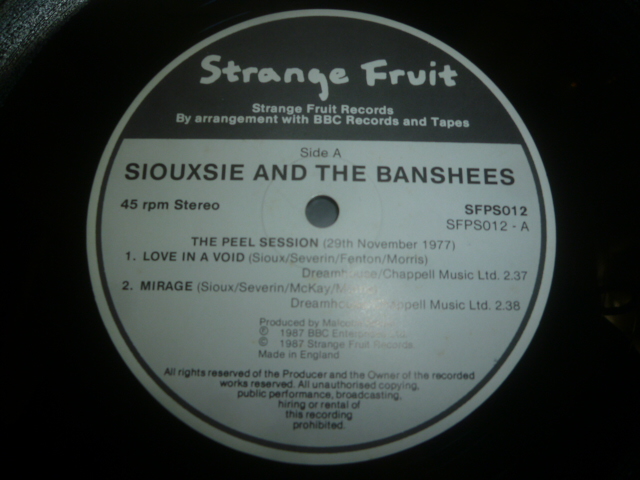 Strange Fruit
Strange Fruit Records
By arrangement with BBC Records and Tapes
Side A
SIOUXSIE AND THE BANSHEES
45 rpm Stereo
SFPS012
SFPS012 - A
THE PEEL SESSION (29th November 1977)
1. LOVE IN A VOID (Sioux/Severin/Fenton/Morris)
Dreamhouse/Chappell Music Ltd. 2.37
2. MIRAGE (Sioux/Severin/McKay/
Chappell Music Ltd. 2.38
Produced by
℗ 1987 BBC Enterprises Ltd.
© 1987 Strange Fruit Records
Made in England
All rights reserved of the Producer and the Owner of the recorded
works reserved. All unauthorised copying,
public performance, broadcasting,
hiring or rental of
this recording
prohibited.